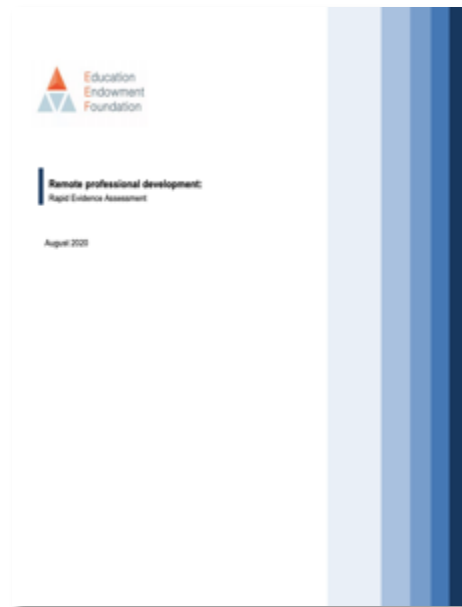 Education
Endowment
Foundation
Remote professional development:
Rapid Evidence Assessment
August 2020